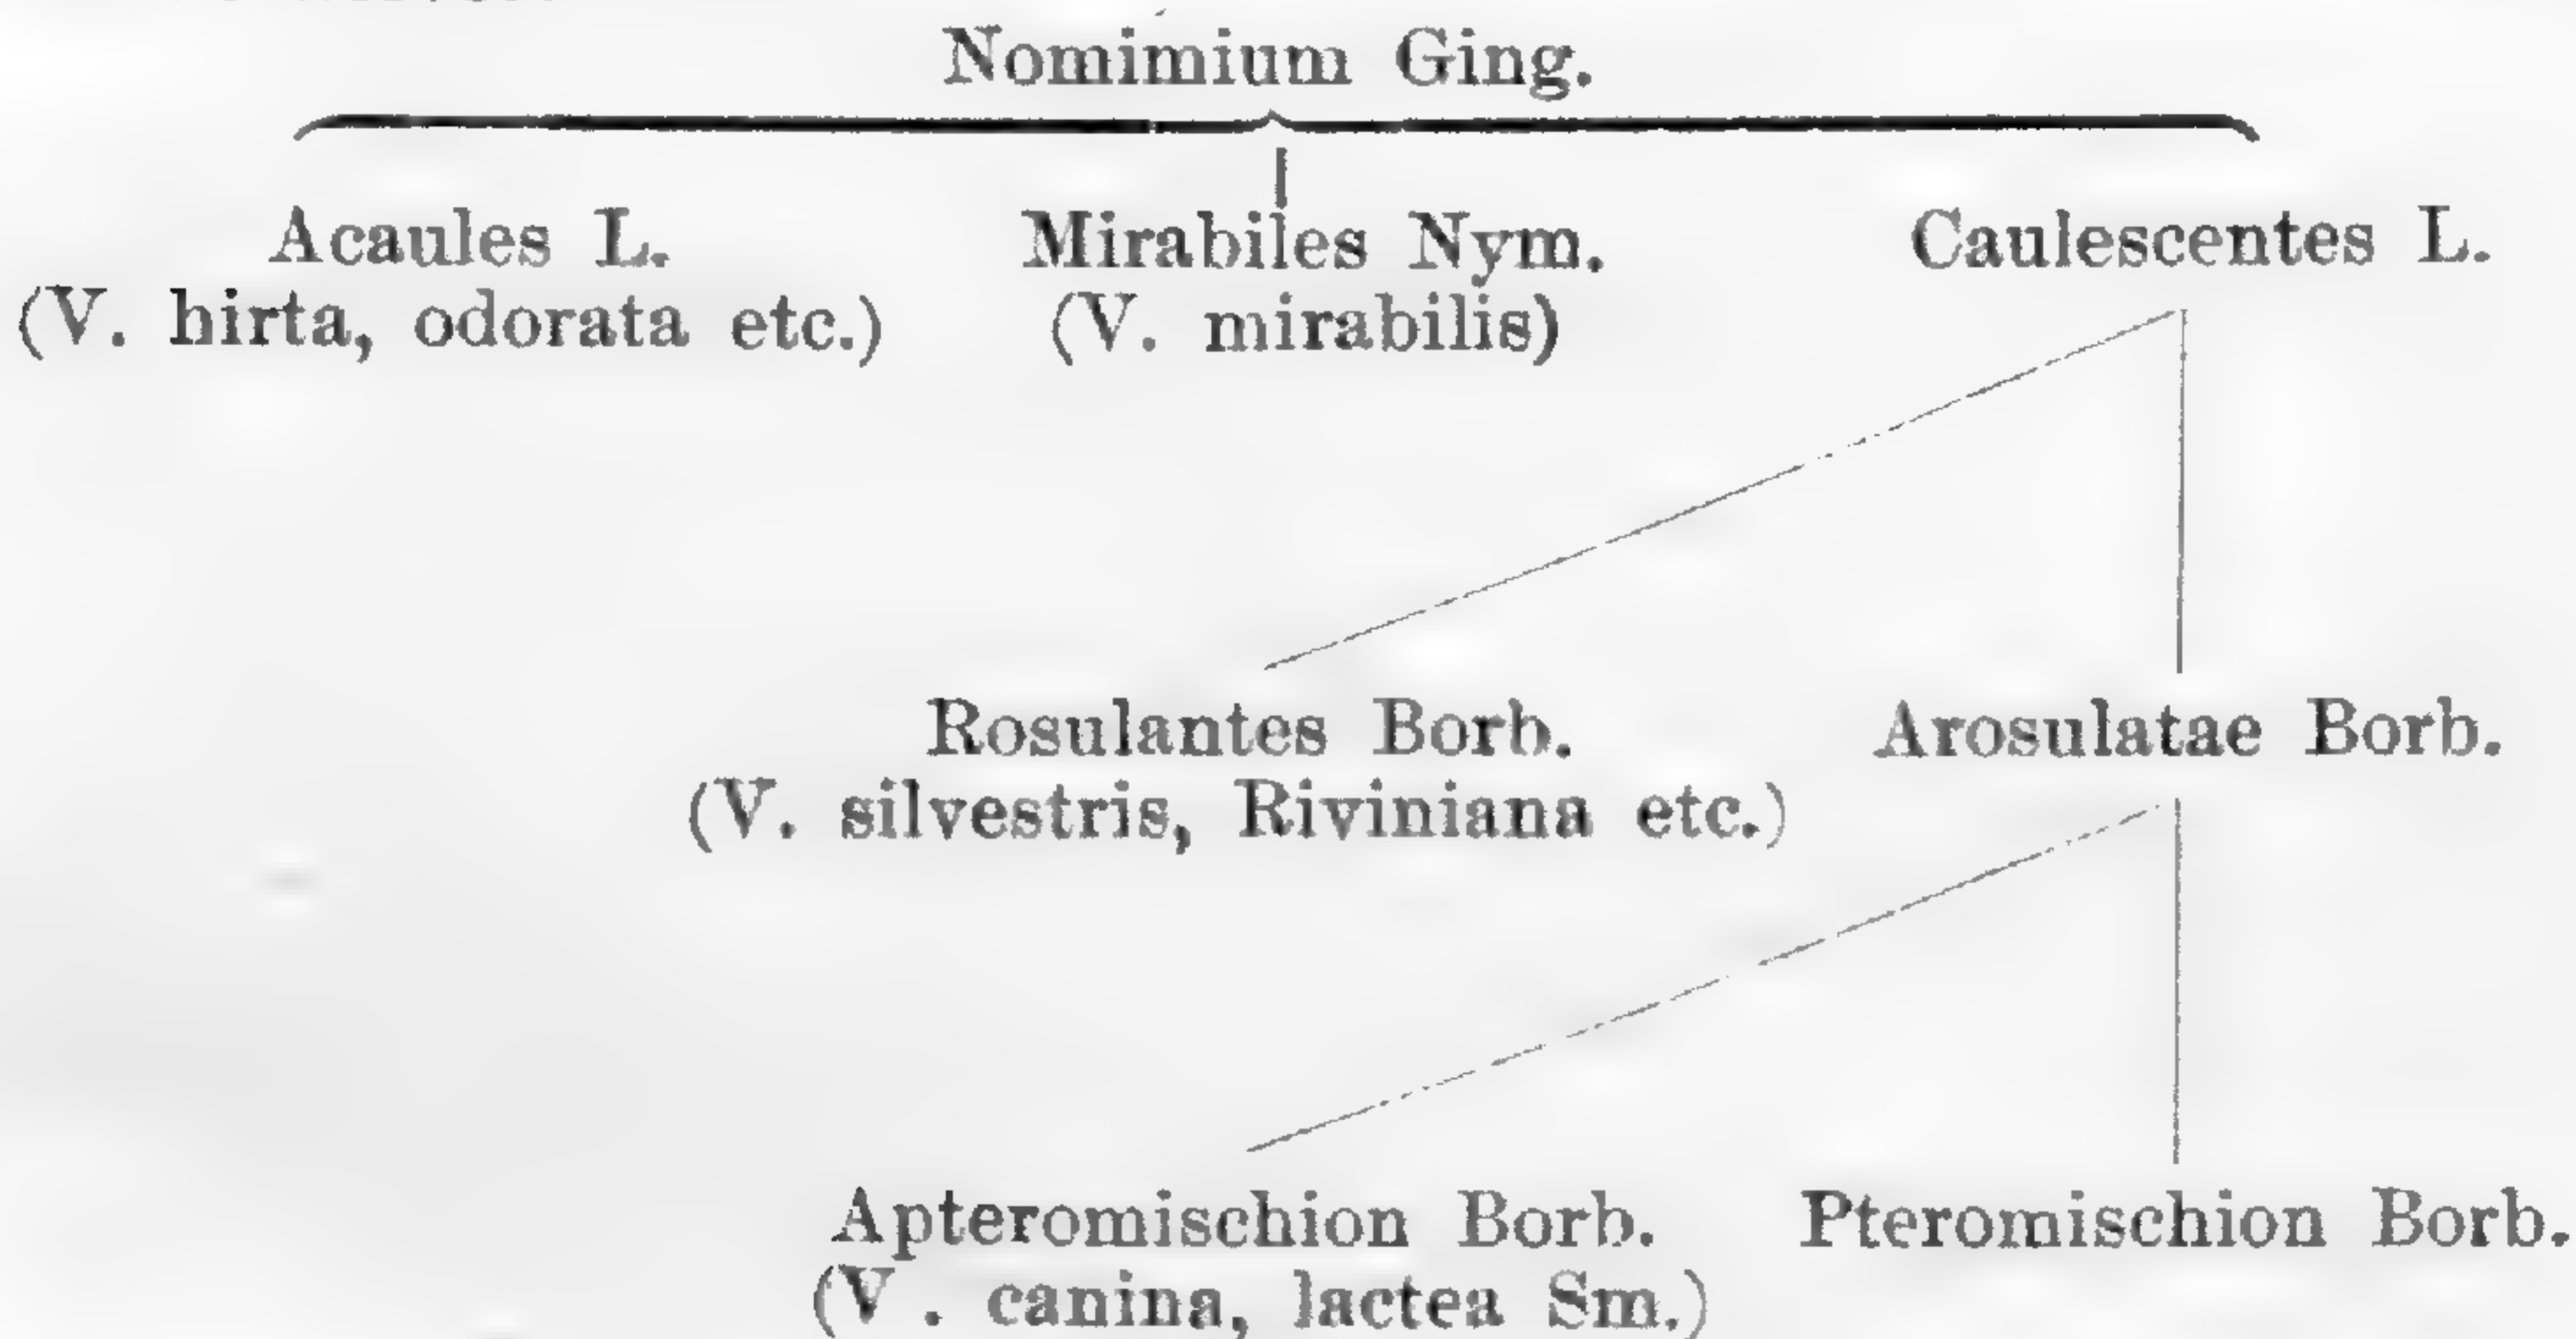 Nomimium Ging.
Acaules L. Mirabiles Nym. Caulescentes L.
(V. hirta, odorata etc.) (V. mirabilis)
Rosulantes Borb. Arosulatae Borb.
(V. silvestris, Riviniana etc.)
Apteromischion Borb. Pteromischion Borb.
(V. canina, lactea Sm.)